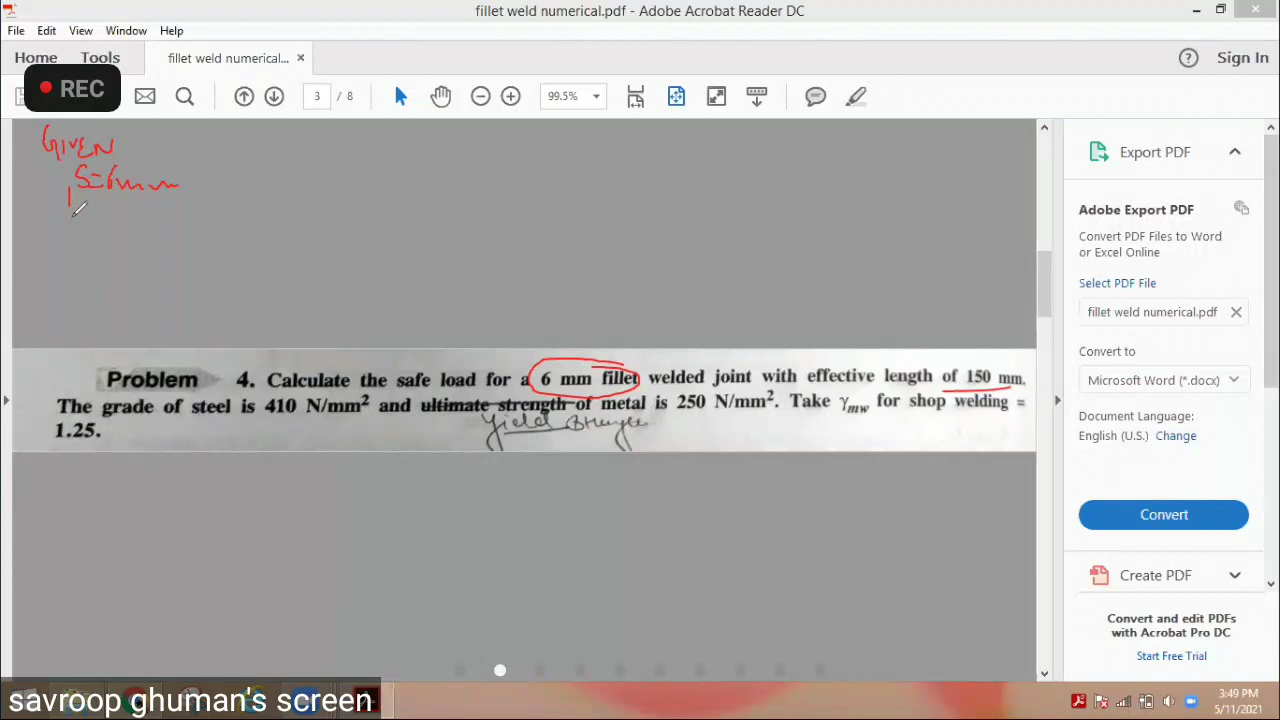 fillet weld numerical.pdf - Adobe Acrobat Reader DC
File Edit View Window Help
Home Tools fillet weld numerical... × Sign In
REC 3 / 8 99.5%
GIVEN
S=6mm
Problem 4. Calculate the safe load for a 6 mm fillet welded joint with effective length of 150 mm.
The grade of steel is 410 N/mm² and ultimate strength of metal is 250 N/mm². Take γmw for shop welding =
Yield Strength
1.25.
Export PDF
Adobe Export PDF
Convert PDF Files to Word
or Excel Online
Select PDF File
fillet weld numerical.pdf ×
Convert to
Microsoft Word (*.docx)
Document Language:
English (U.S.) Change
Convert
Create PDF
Convert and edit PDFs
with Acrobat Pro DC
Start Free Trial
savroop ghuman's screen
3:49 PM
5/11/2021